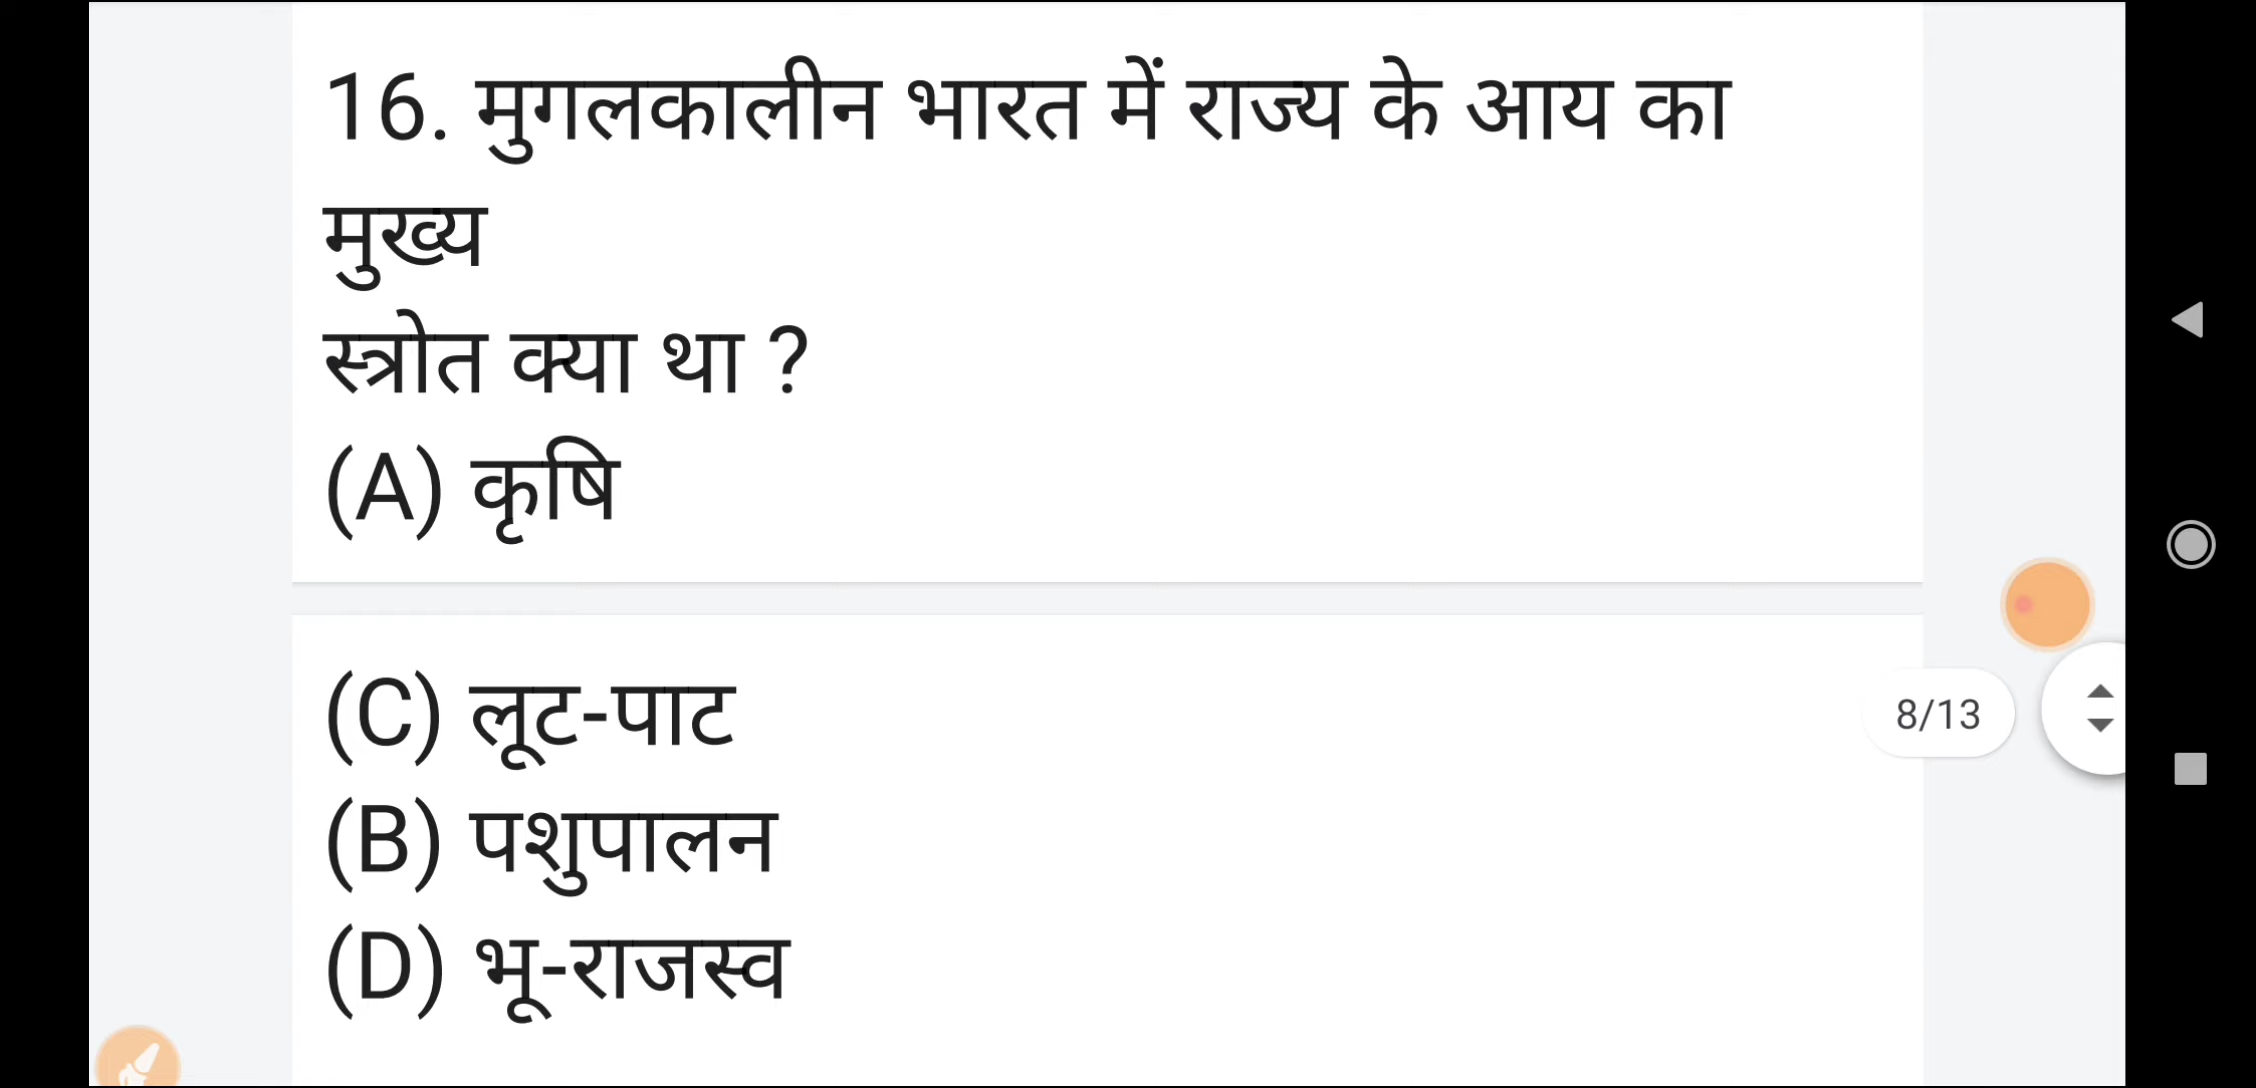 16. मुगलकालीन भारत में राज्य के आय का
मुख्य
स्त्रोत क्या था ?
(A) कृषि
(C) लूट-पाट
8/13
(B) पशुपालन
(D) भू-राजस्व